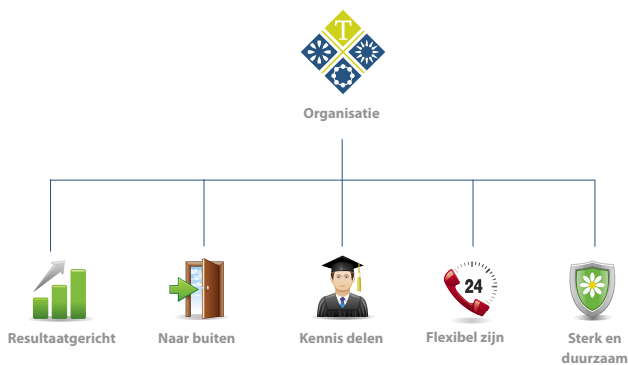 T
Organisatie
24
Resultaatgericht
Naar buiten
Kennis delen
Flexibel zijn
Sterk en
duurzaam